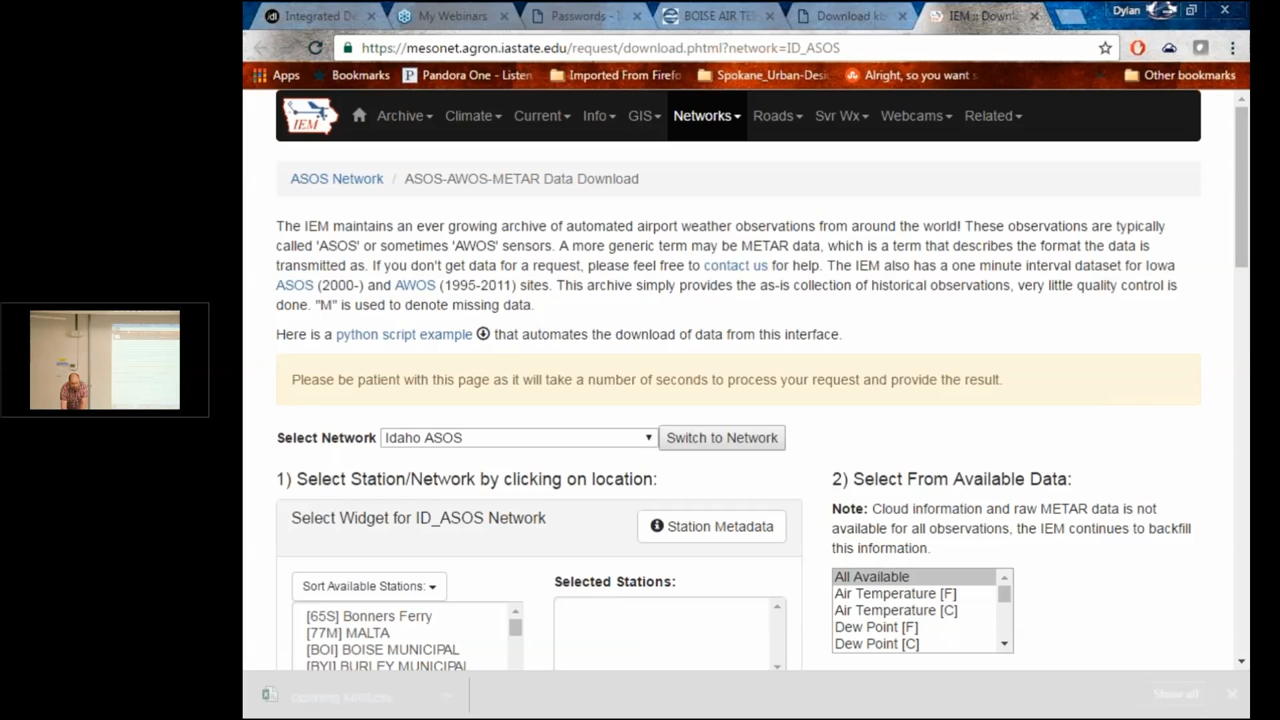 Integrated De
My Webinars
Passwords -
BOISE AIR TE
Download kb
IEM :: Down
Dylan
https://mesonet.agron.iastate.edu/request/download.phtml?network=ID_ASOS
Apps
Bookmarks
Pandora One - Listen
Imported From Firefo
Spokane_Urban-Desi
Alright, so you want s
Other bookmarks
IEM
Archive
Climate
Current
Info
GIS
Networks
Roads
Svr Wx
Webcams
Related
ASOS Network / ASOS-AWOS-METAR Data Download
The IEM maintains an ever growing archive of automated airport weather observations from around the world! These observations are typically
called 'ASOS' or sometimes 'AWOS' sensors. A more generic term may be METAR data, which is a term that describes the format the data is
transmitted as. If you don't get data for a request, please feel free to contact us for help. The IEM also has a one minute interval dataset for Iowa
ASOS (2000-) and AWOS (1995-2011) sites. This archive simply provides the as-is collection of historical observations, very little quality control is
done. "M" is used to denote missing data.
Here is a python script example that automates the download of data from this interface.
Please be patient with this page as it will take a number of seconds to process your request and provide the result.
Select Network Idaho ASOS Switch to Network
1) Select Station/Network by clicking on location:
Select Widget for ID_ASOS Network
Station Metadata
Sort Available Stations:
[65S] Bonners Ferry
[77M] MALTA
[BOI] BOISE MUNICIPAL
[BYI] BURLEY MUNICIPAL
Selected Stations:
2) Select From Available Data:
Note: Cloud information and raw METAR data is not
available for all observations, the IEM continues to backfill
this information.
All Available
Air Temperature [F]
Air Temperature [C]
Dew Point [F]
Dew Point [C]
Show all